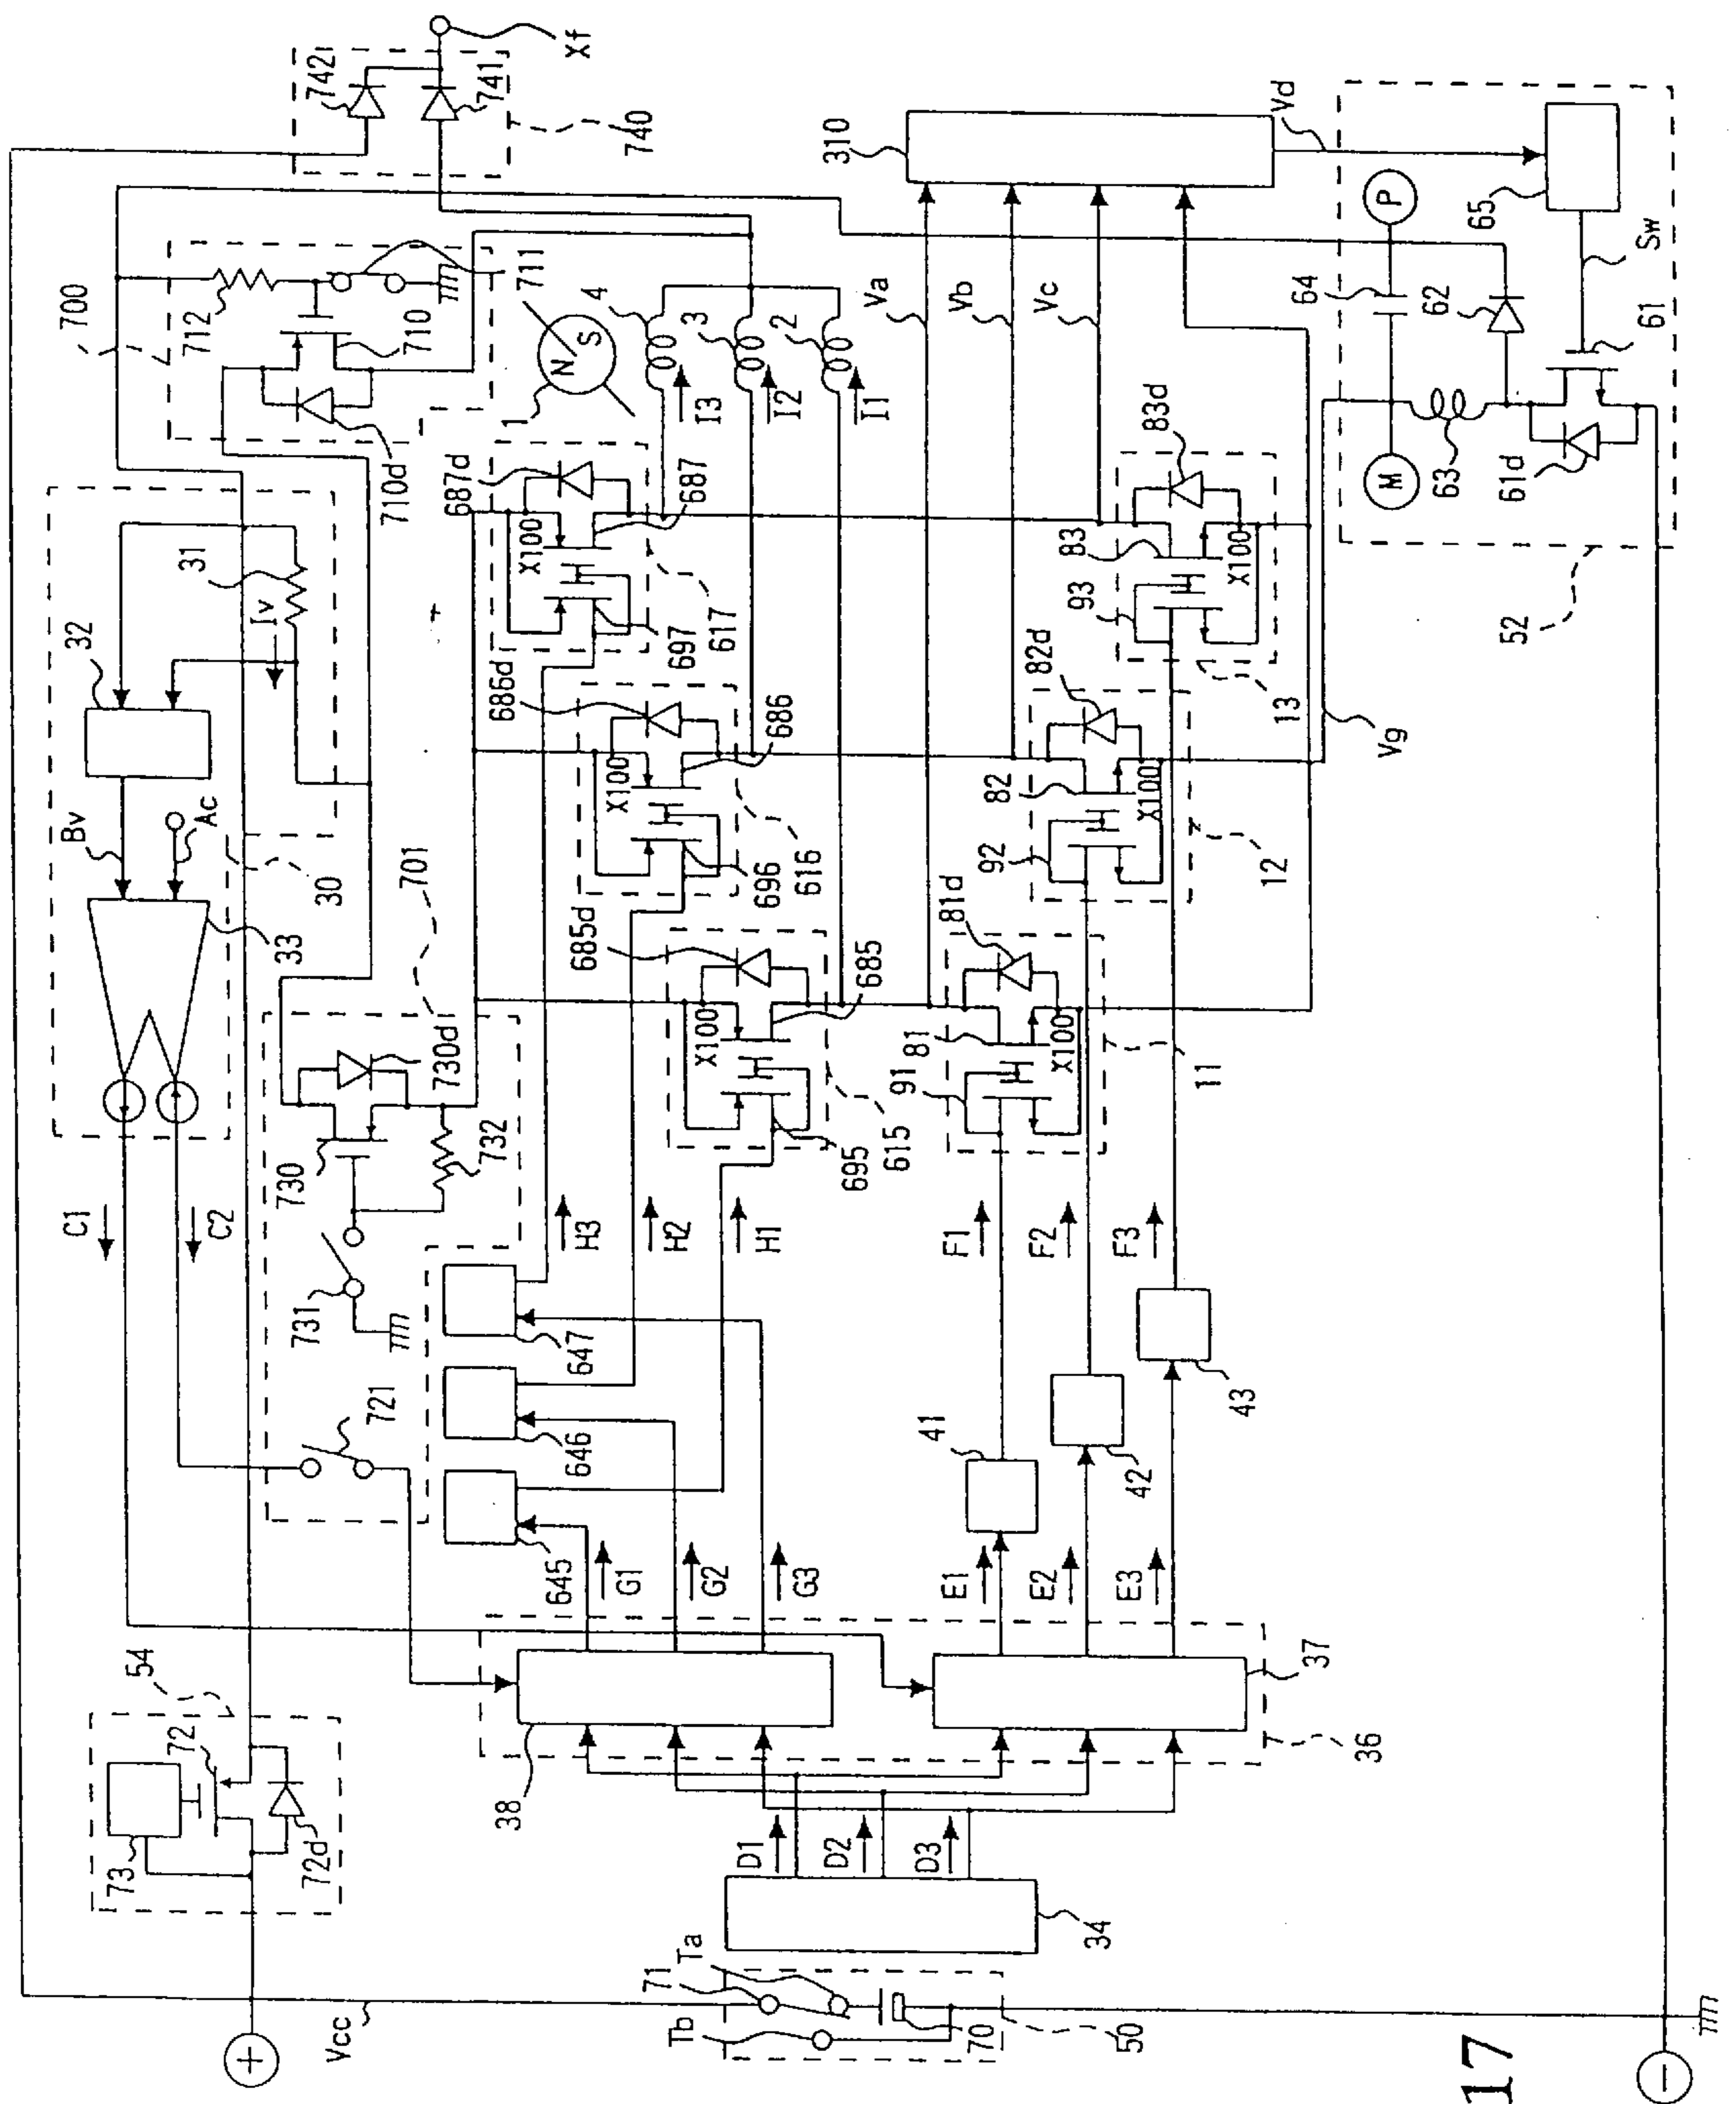 742
741
Xf
740
700
712
711
710
710d
1
N
S
4
3
2
I3
I2
I1
310
Va
Vb
Vc
Vd
P
65
64
62
Sw
61
M
63
61d
52
Vg
31
32
Iv
Bv
Ac
30
33
C1
C2
701
730d
730
732
731
721
687d
X100
687
697
617
686d
X100
686
696
616
685d
X100
685
695
615
83d
83
X100
93
13
82d
82
X100
92
12
81d
81
X100
91
11
H3
H2
H1
F1
F2
F3
647
646
645
41
42
43
G1
G2
G3
E1
E2
E3
54
72
73
72d
38
37
36
D1
D2
D3
34
Ta
71
Tb
70
50
Vcc
+
−
17